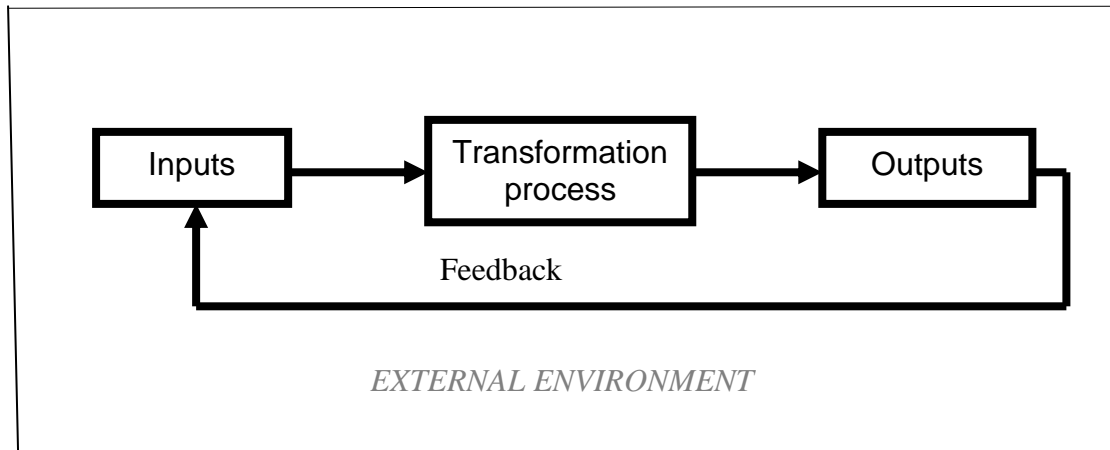 Inputs
Transformation
process
Outputs
Feedback
EXTERNAL ENVIRONMENT